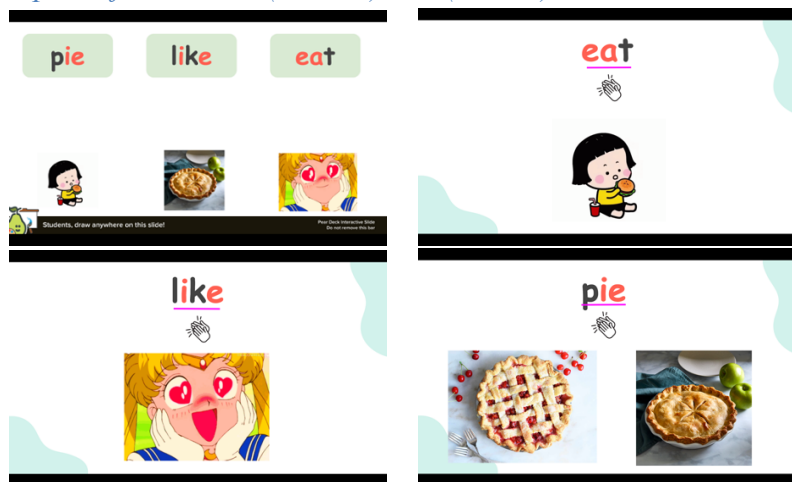 pie like eat
Students, draw anywhere on this slide!
Pear Deck Interactive Slide
Do not remove this bar
eat
like
pie